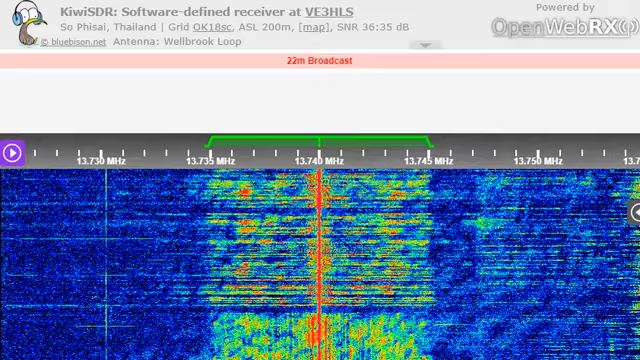 KiwiSDR: Software-defined receiver at VE3HLS
Powered by
So Phisai, Thailand | Grid OK18sc, ASL 200m, [map], SNR 36:35 dB
OpenWebRX
© bluebison.net Antenna: Wellbrook Loop
22m Broadcast
13.730 MHz 13.735 MHz 13.740 MHz 13.745 MHz 13.750 MHz 13.7